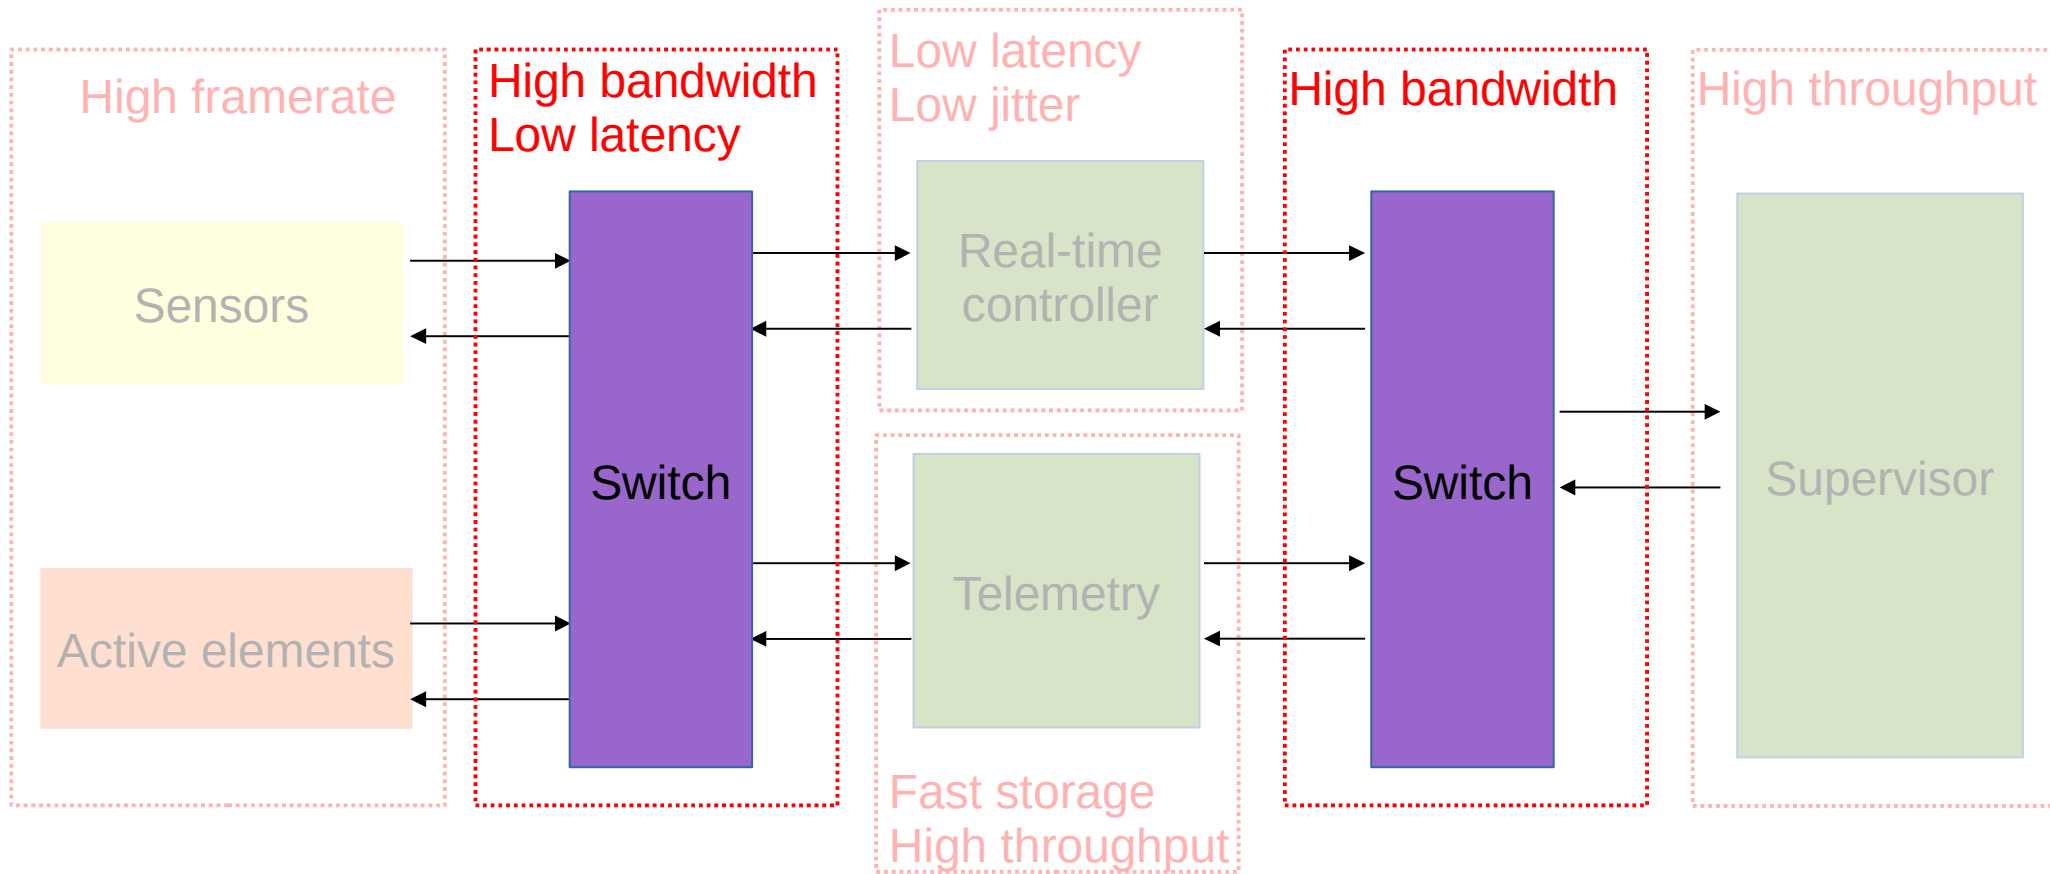 High framerate
Sensors
Active elements
High bandwidth
Low latency
Switch
Low latency
Low jitter
Real-time
controller
Telemetry
Fast storage
High throughput
High bandwidth
Switch
High throughput
Supervisor